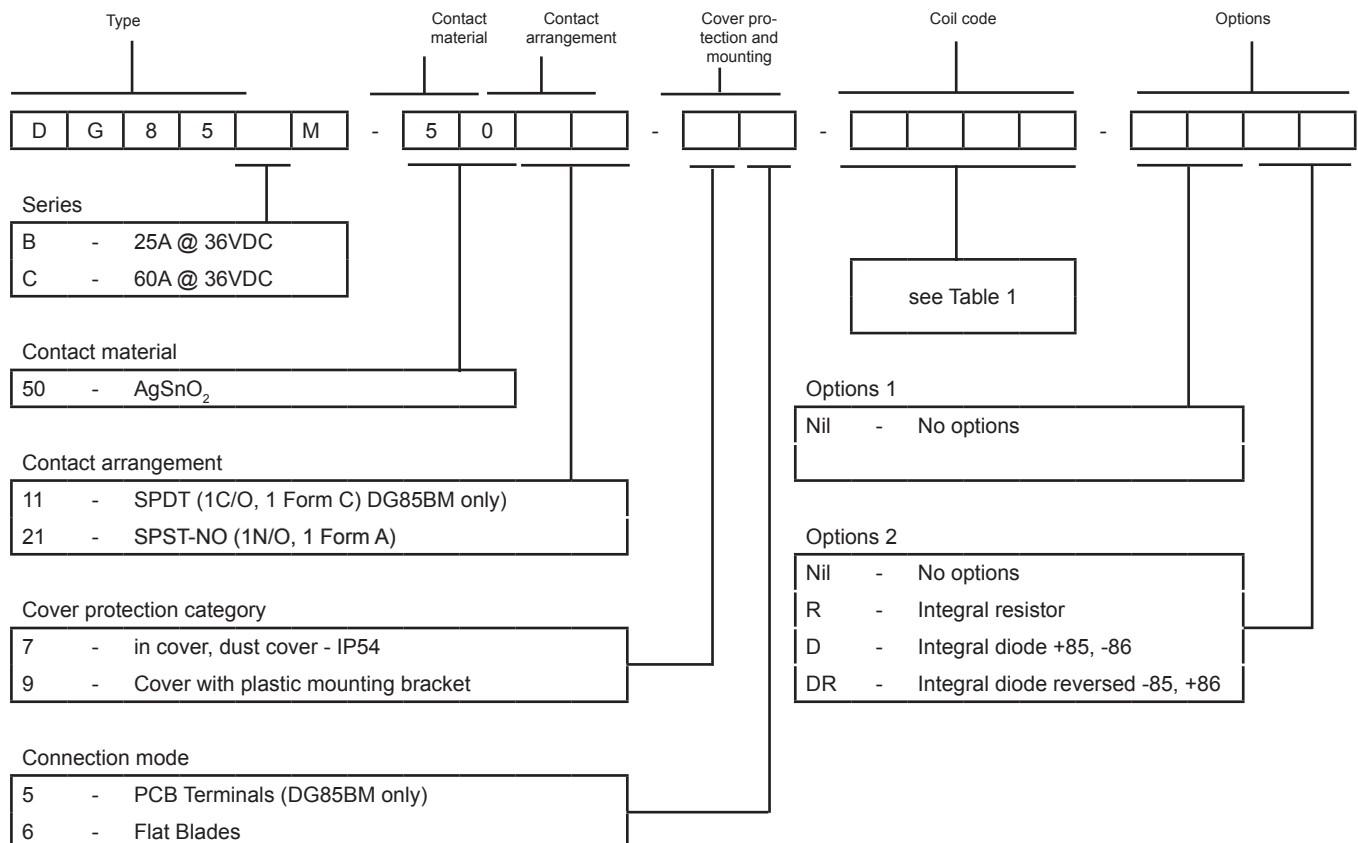 Type
Contact
material
Contact
arrangement
Cover pro-
tection and
mounting
Coil code
Options
D G 8 5 M - 5 0 - - -
Series
B - 25A @ 36VDC
C - 60A @ 36VDC
see Table 1
Contact material
50 - AgSnO2
Options 1
Nil - No options
Contact arrangement
11 - SPDT (1C/O, 1 Form C) DG85BM only)
21 - SPST-NO (1N/O, 1 Form A)
Options 2
Nil - No options
R - Integral resistor
D - Integral diode +85, -86
DR - Integral diode reversed -85, +86
Cover protection category
7 - in cover, dust cover - IP54
9 - Cover with plastic mounting bracket
Connection mode
5 - PCB Terminals (DG85BM only)
6 - Flat Blades